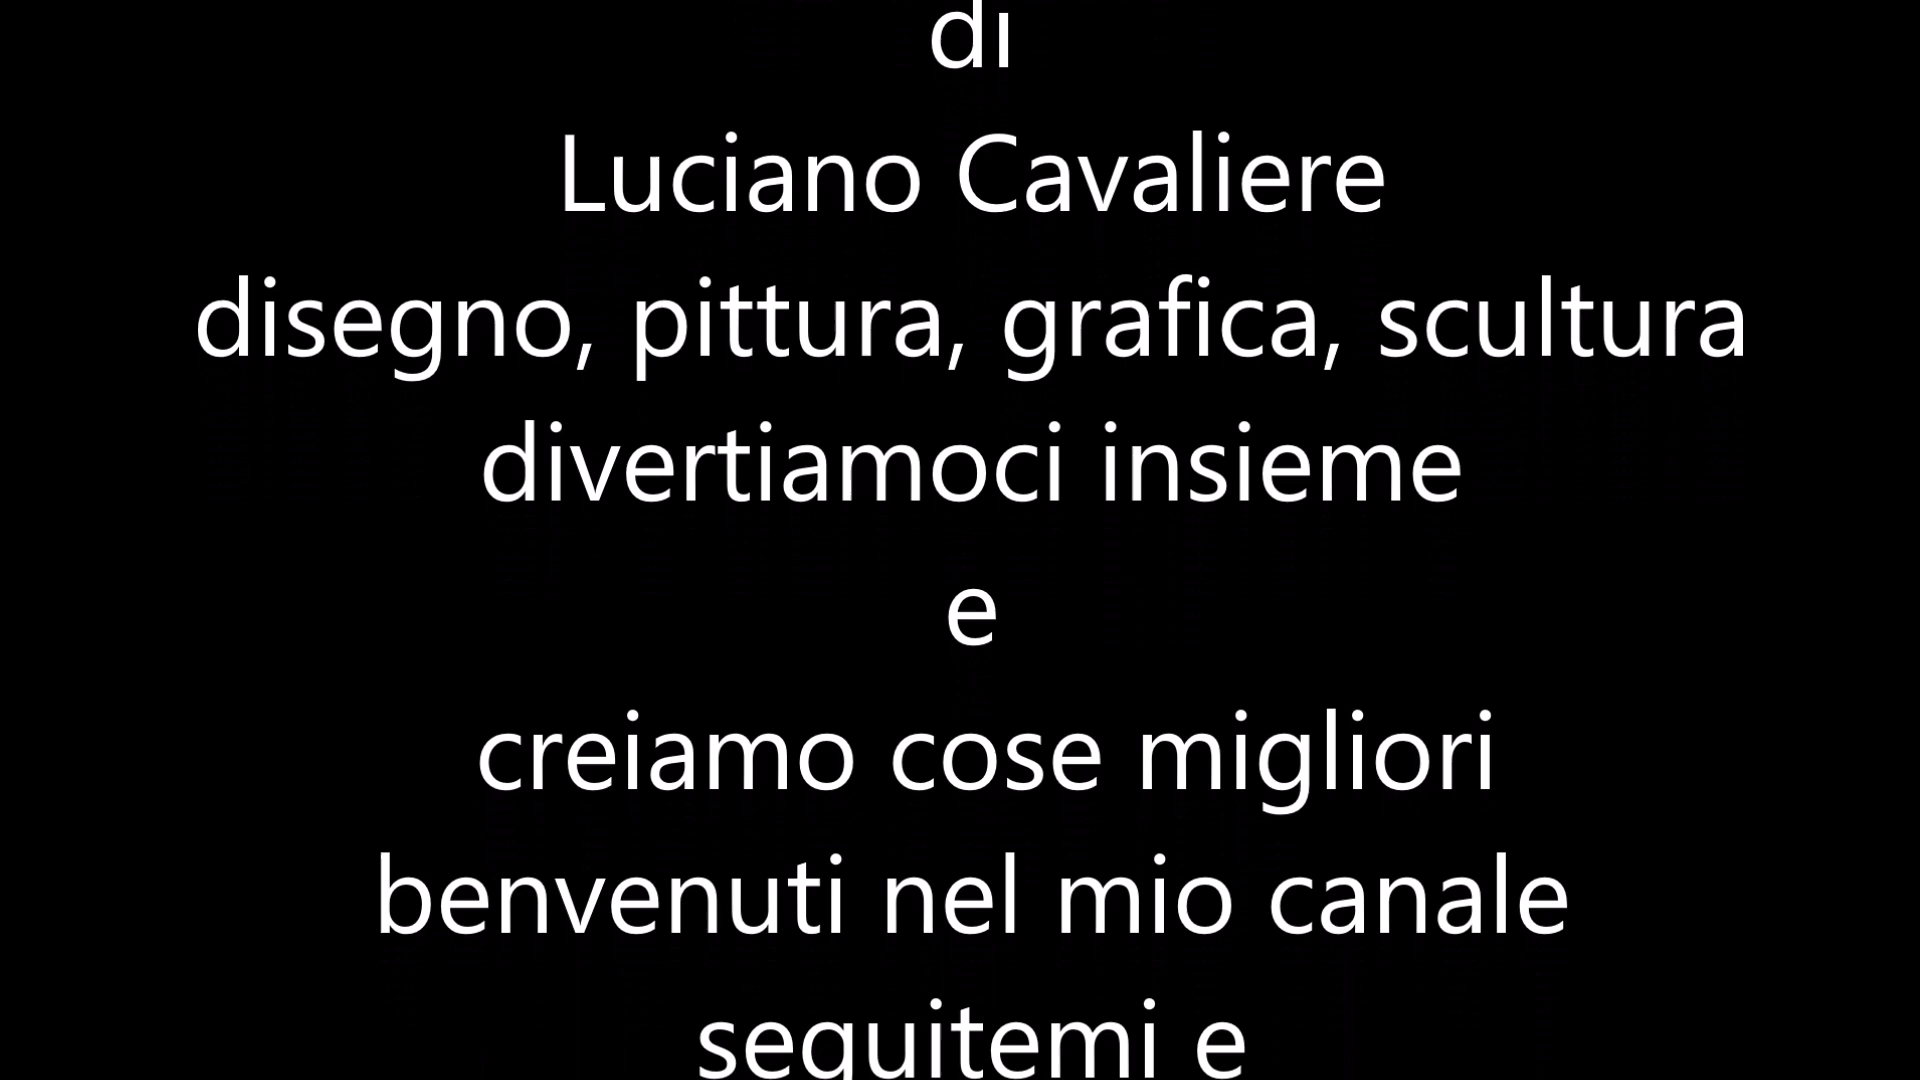 di
Luciano Cavaliere
disegno, pittura, grafica, scultura
divertiamoci insieme
e
creiamo cose migliori
benvenuti nel mio canale
seguitemi e